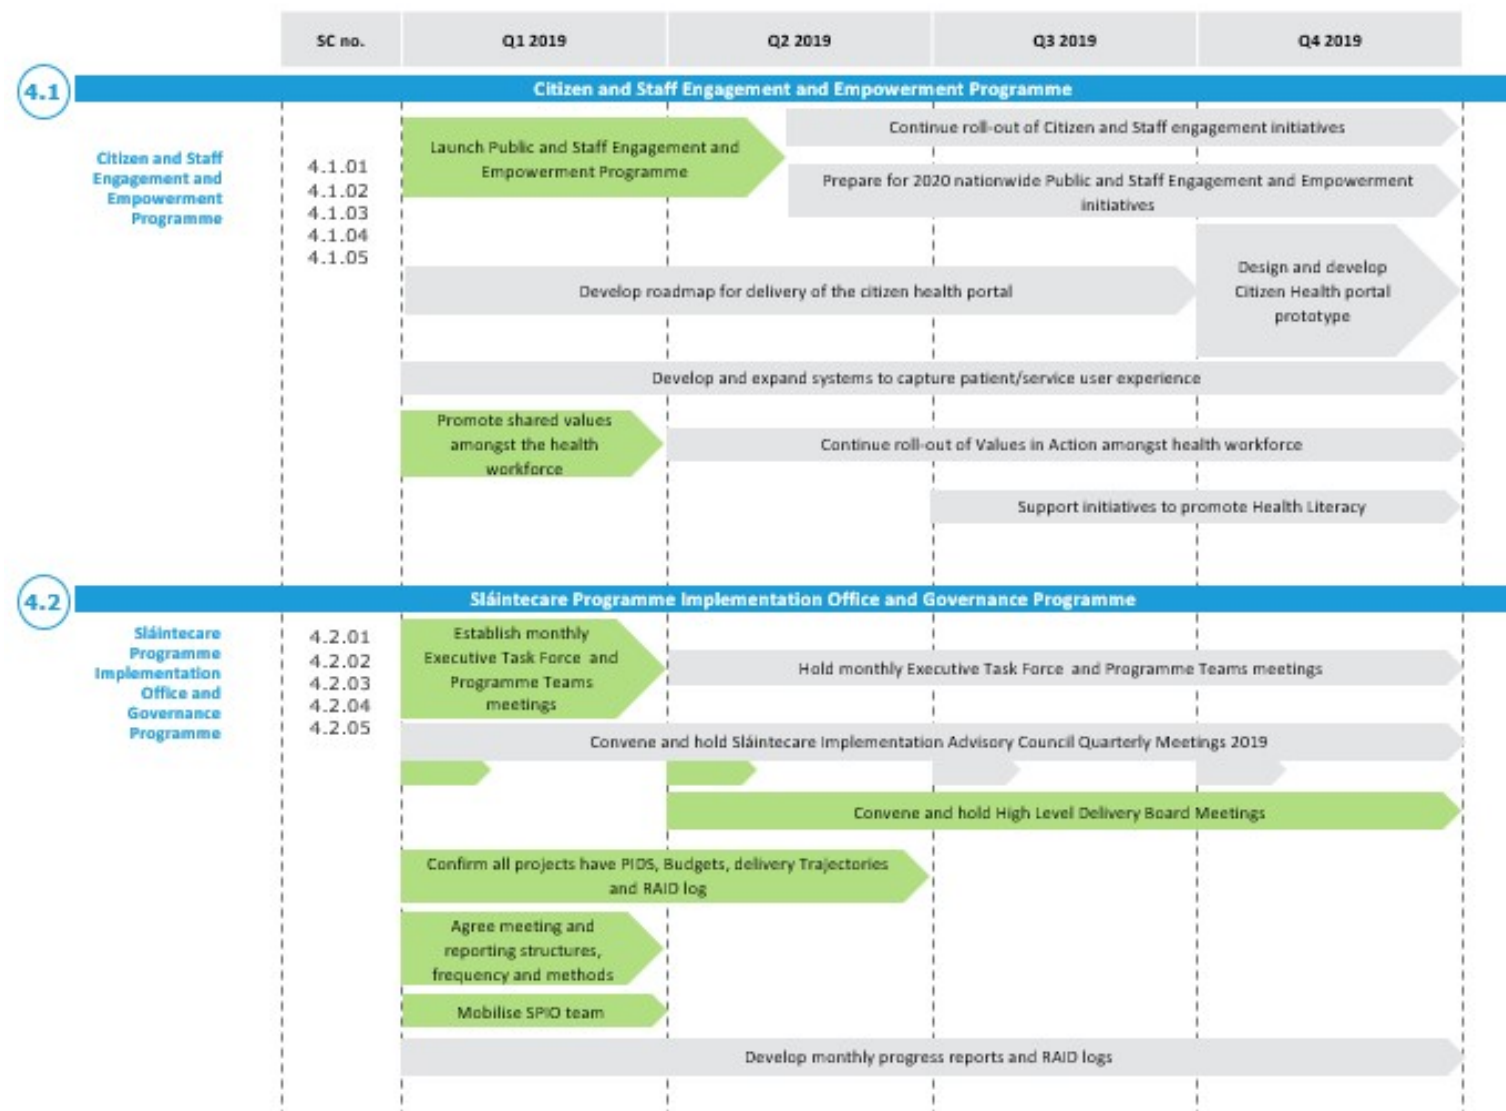 SC no. Q1 2019 Q2 2019 Q3 2019 Q4 2019
4.1 Citizen and Staff Engagement and Empowerment Programme
Citizen and Staff
Engagement and
Empowerment
Programme
4.1.01
4.1.02
4.1.03
4.1.04
4.1.05
Launch Public and Staff Engagement and
Empowerment Programme
Continue roll-out of Citizen and Staff engagement initiatives
Prepare for 2020 nationwide Public and Staff Engagement and Empowerment
initiatives
Develop roadmap for delivery of the citizen health portal
Design and develop
Citizen Health portal
prototype
Develop and expand systems to capture patient/service user experience
Promote shared values
amongst the health
workforce
Continue roll-out of Values in Action amongst health workforce
Support initiatives to promote Health Literacy
4.2 Sláintecare Programme Implementation Office and Governance Programme
Sláintecare
Programme
Implementation
Office and
Governance
Programme
4.2.01
4.2.02
4.2.03
4.2.04
4.2.05
Establish monthly
Executive Task Force and
Programme Teams
meetings
Hold monthly Executive Task Force and Programme Teams meetings
Convene and hold Sláintecare Implementation Advisory Council Quarterly Meetings 2019
Convene and hold High Level Delivery Board Meetings
Confirm all projects have PIDS, Budgets, delivery Trajectories
and RAID log
Agree meeting and
reporting structures,
frequency and methods
Mobilise SPIO team
Develop monthly progress reports and RAID logs